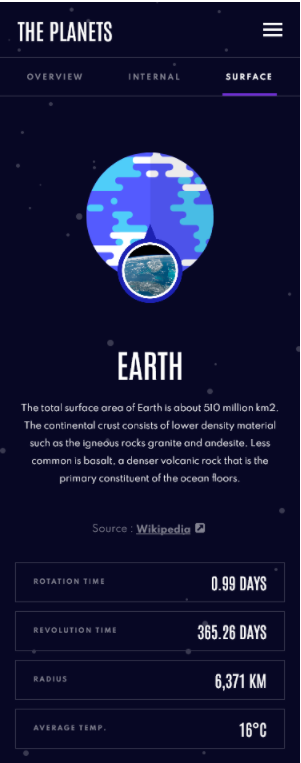 THE PLANETS
OVERVIEW INTERNAL SURFACE
EARTH
The total surface area of Earth is about 510 million km2.
The continental crust consists of lower density material
such as the igneous rocks granite and andesite. Less
common is basalt, a denser volcanic rock that is the
primary constituent of the ocean floors.
Source : Wikipedia
ROTATION TIME 0.99 DAYS
REVOLUTION TIME 365.26 DAYS
RADIUS 6,371 KM
AVERAGE TEMP. 16°C